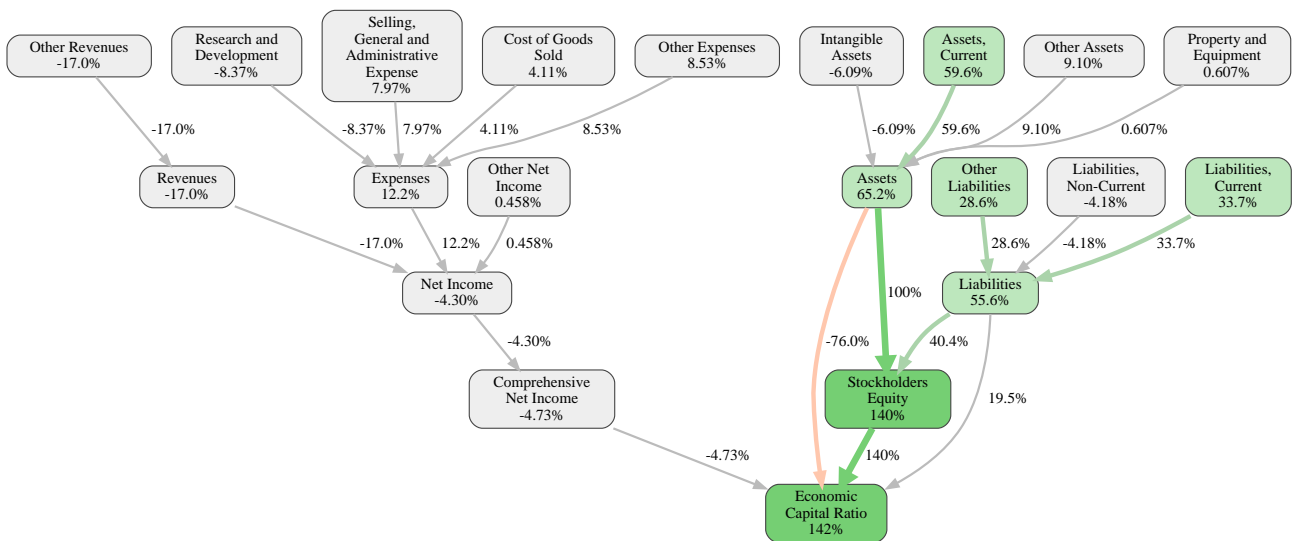 Other Revenues
-17.0%
Research and
Development
-8.37%
Selling,
General and
Administrative
Expense
7.97%
Cost of Goods
Sold
4.11%
Other Expenses
8.53%
Intangible
Assets
-6.09%
Assets,
Current
59.6%
Other Assets
9.10%
Property and
Equipment
0.607%
-17.0%
-8.37%
7.97%
4.11%
8.53%
-6.09%
59.6%
9.10%
0.607%
Revenues
-17.0%
Expenses
12.2%
Other Net
Income
0.458%
Assets
65.2%
Other
Liabilities
28.6%
Liabilities,
Non-Current
-4.18%
Liabilities,
Current
33.7%
-17.0%
12.2%
0.458%
28.6%
-4.18%
33.7%
Net Income
-4.30%
Liabilities
55.6%
100%
-4.30%
-76.0%
40.4%
Comprehensive
Net Income
-4.73%
Stockholders
Equity
140%
19.5%
-4.73%
140%
Economic
Capital Ratio
142%